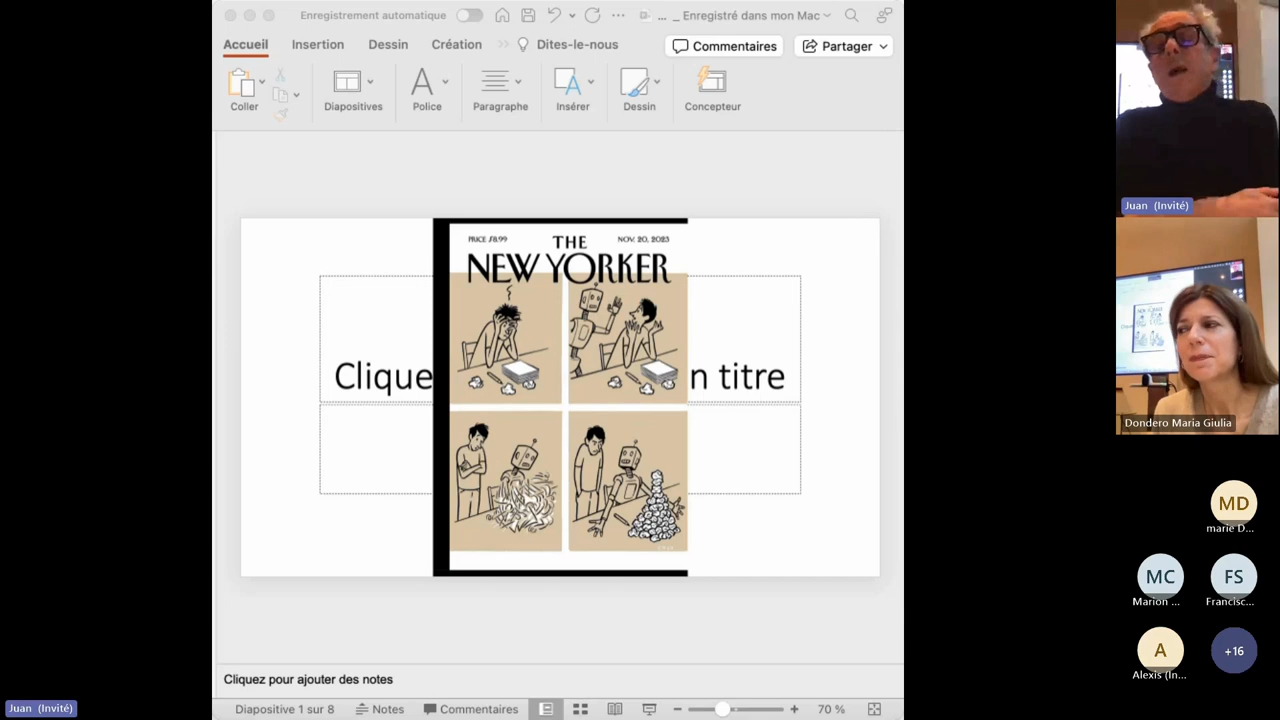 Enregistrement automatique
... _ Enregistré dans mon Mac
Accueil Insertion Dessin Création Dites-le-nous
Commentaires Partager
Coller Diapositives Police Paragraphe Insérer Dessin Concepteur
PRICE $8.99 THE NOV. 20, 2023
NEW YORKER
Clique n titre
Cliquez pour ajouter des notes
Diapositive 1 sur 8 Notes Commentaires 70 %
Juan (Invité)
Juan (Invité)
Dondero Maria Giulia
MD
marie D...
MC FS
Marion ... Francisc...
A +16
Alexis (In...